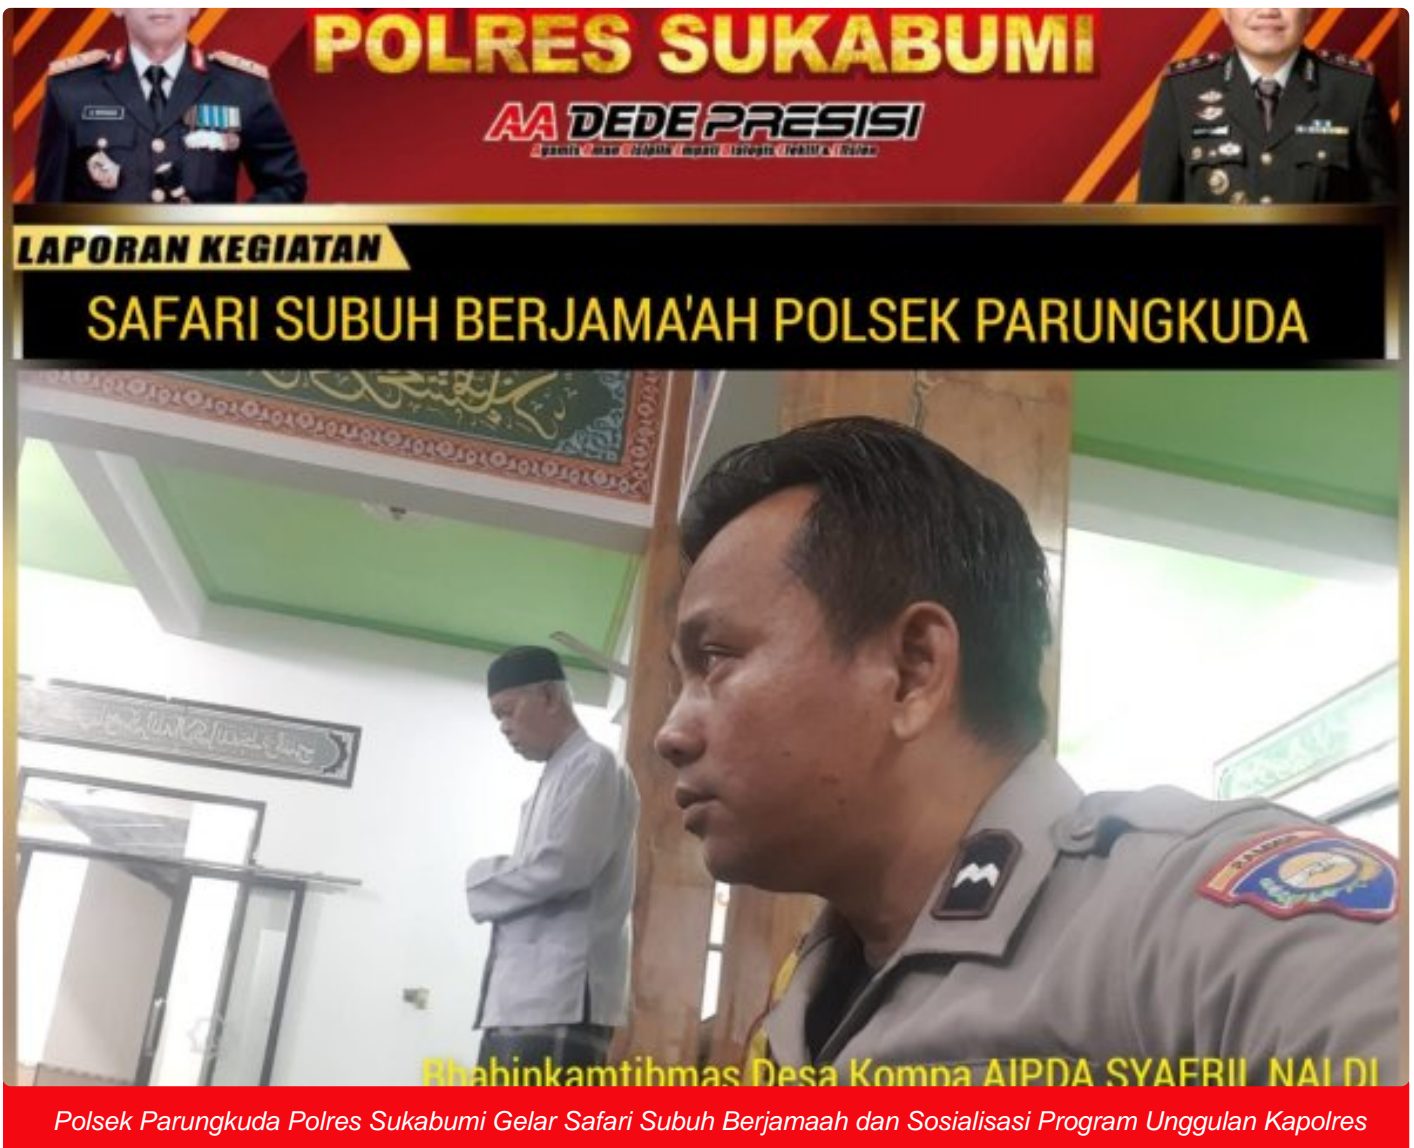 POLRES SUKABUMI
AA DEDE PRESISI
LAPORAN KEGIATAN
SAFARI SUBUH BERJAMA'AH POLSEK PARUNGKUDA
Bhabinkamtibmas Desa Kompa AIPDA SYAFRIL NALDI
Polsek Parungkuda Polres Sukabumi Gelar Safari Subuh Berjamaah dan Sosialisasi Program Unggulan Kapolres